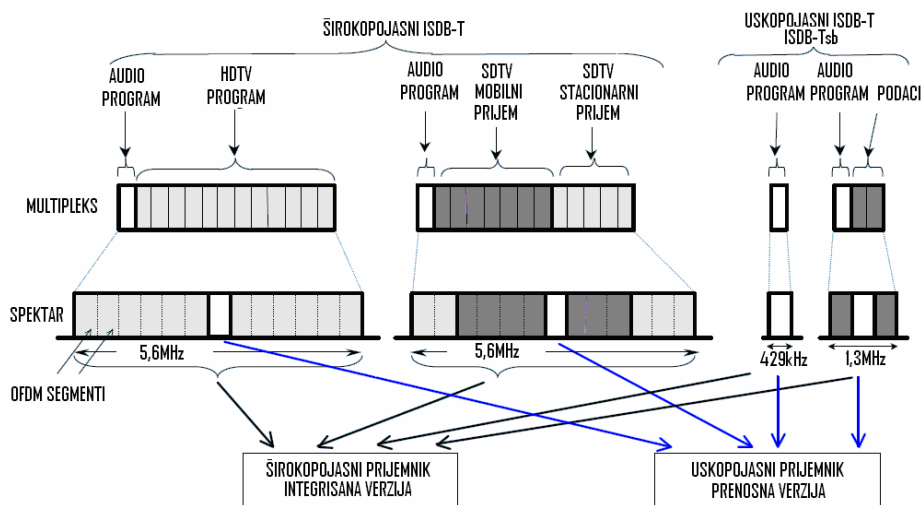 ŠIROKOPOJASNI ISDB-T
USKOPOJASNI ISDB-T
ISDB-Tsb
AUDIO
PROGRAM
HDTV
PROGRAM
AUDIO
PROGRAM
SDTV
MOBILNI
PRIJEM
SDTV
STACIONARNI
PRIJEM
AUDIO
PROGRAM
AUDIO
PROGRAM
PODACI
MULTIPLEKS
SPEKTAR
5,6MHz
5,6MHz
429kHz
1,3MHz
OFDM SEGMENTI
ŠIROKOPOJASNI PRIJEMNIK
INTEGRISANA VERZIJA
USKOPOJASNI PRIJEMNIK
PRENOSNA VERZIJA